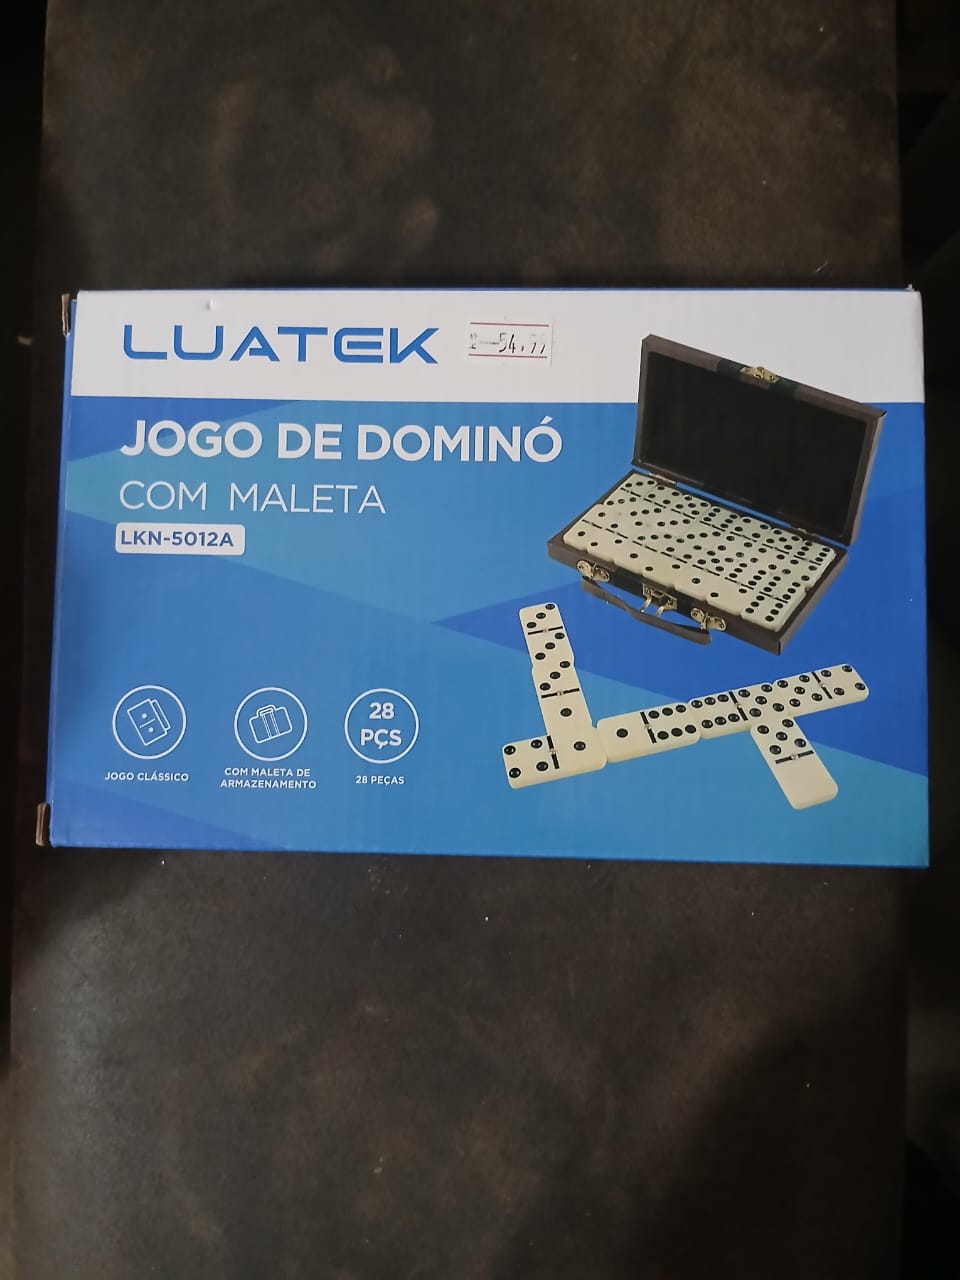 LUATEK
54,99
JOGO DE DOMINÓ
COM MALETA
LKN-5012A
28
PÇS
JOGO CLÁSSICO
COM MALETA DE
ARMAZENAMENTO
28 PEÇAS